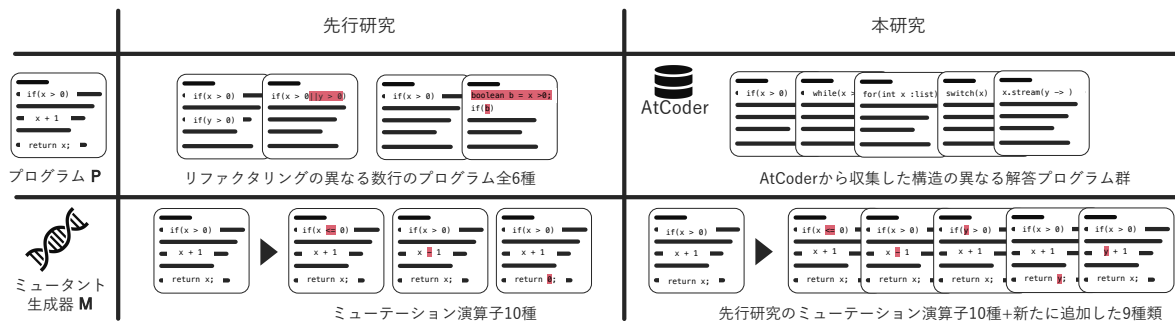 先行研究
本研究
if(x > 0)
x + 1
return x;
プログラム P
if(x > 0)
if(y > 0)
if(x > 0||y > 0)
if(x > 0)
boolean b = x >0;
if(b)
リファクタリングの異なる数行のプログラム全6種
AtCoder
if(x > 0)
while(x >
for(int x :list)
switch(x)
x.stream(y -> )
AtCoderから収集した構造の異なる解答プログラム群
ミュータント
生成器 M
if(x > 0)
x + 1
return x;
if(x <= 0)
x + 1
return x;
if(x > 0)
x - 1
return x;
if(x > 0)
x + 1
return 0;
ミューテーション演算子10種
if(x > 0)
x + 1
return x;
if(x <= 0)
x + 1
return x;
if(x > 0)
x - 1
return x;
if(y > 0)
x + 1
return x;
if(x > 0)
x + 1
return y;
if(x > 0)
y + 1
return x;
先行研究のミューテーション演算子10種+新たに追加した9種類